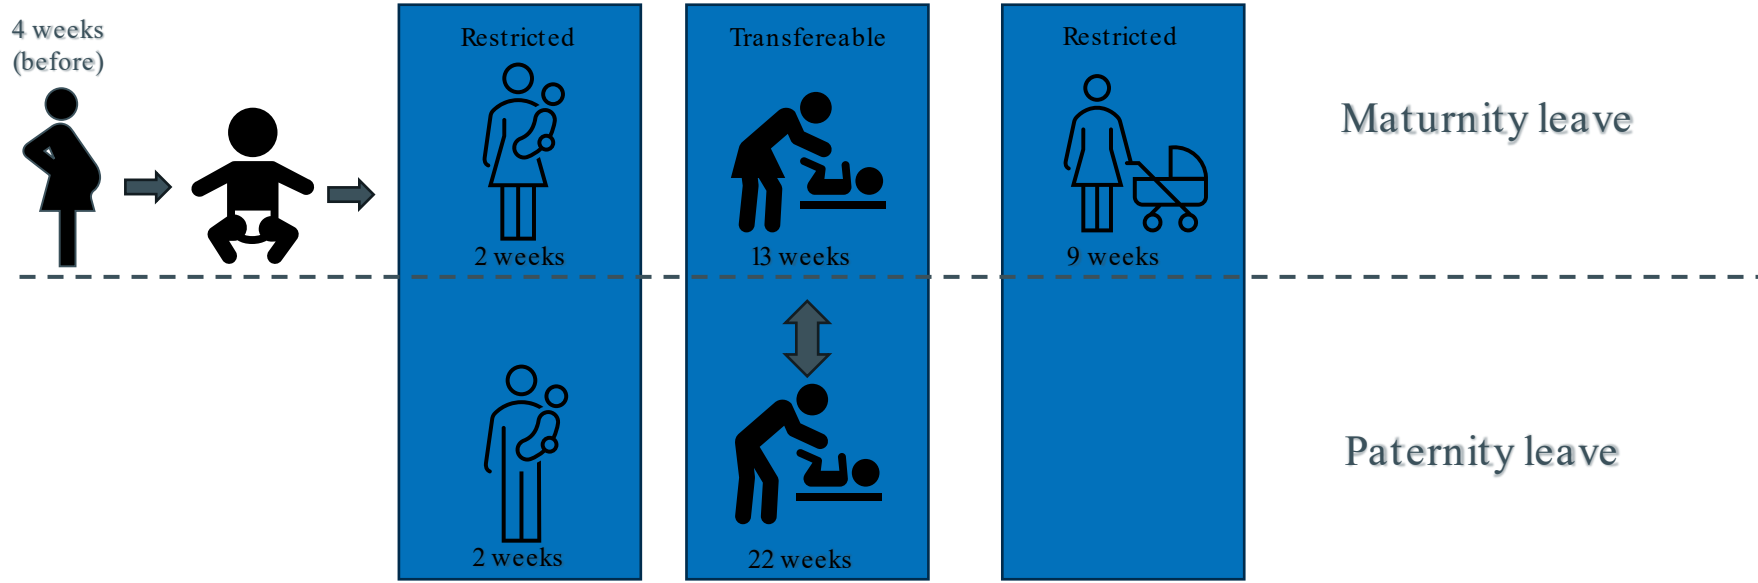 4 weeks
(before)
Restricted
Transfereable
Restricted
2 weeks
13 weeks
9 weeks
Maturnity leave
2 weeks
22 weeks
Paternity leave